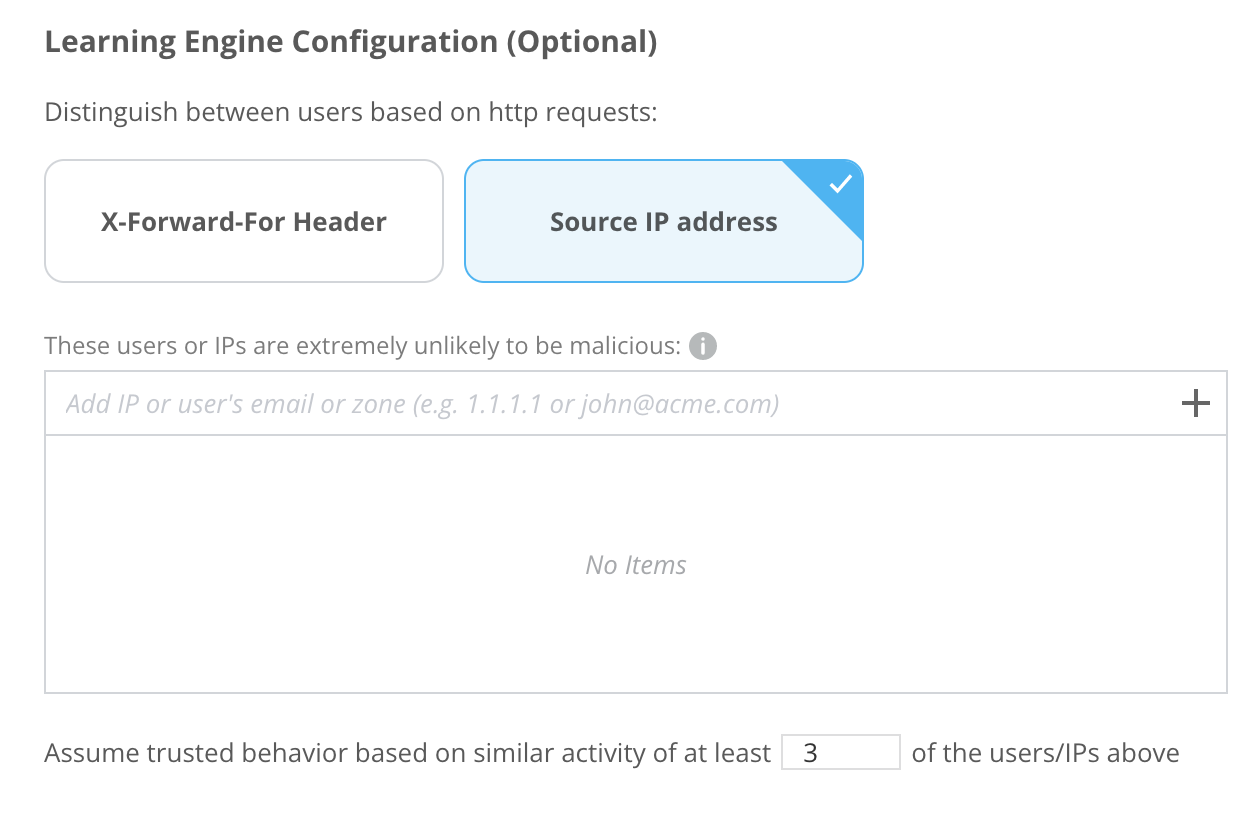 Learning Engine Configuration (Optional)
Distinguish between users based on http requests:
X-Forward-For Header
Source IP address
These users or IPs are extremely unlikely to be malicious:
Add IP or user's email or zone (e.g. 1.1.1.1 or john@acme.com)
No Items
Assume trusted behavior based on similar activity of at least 3 of the users/IPs above